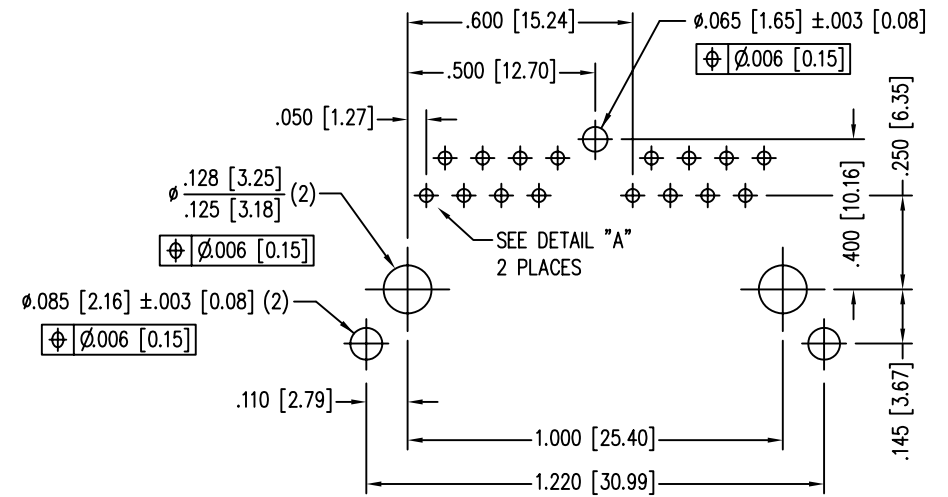 .600 [15.24]
⌀.065 [1.65] ±.003 [0.08]
⌖ ⌀.006 [0.15]
.500 [12.70]
.050 [1.27]
.250 [6.35]
⌀ .128 [3.25]
.125 [3.18] (2)
.400 [10.16]
SEE DETAIL "A"
2 PLACES
⌖ ⌀.006 [0.15]
⌀.085 [2.16] ±.003 [0.08] (2)
⌖ ⌀.006 [0.15]
.110 [2.79]
.145 [3.67]
1.000 [25.40]
1.220 [30.99]